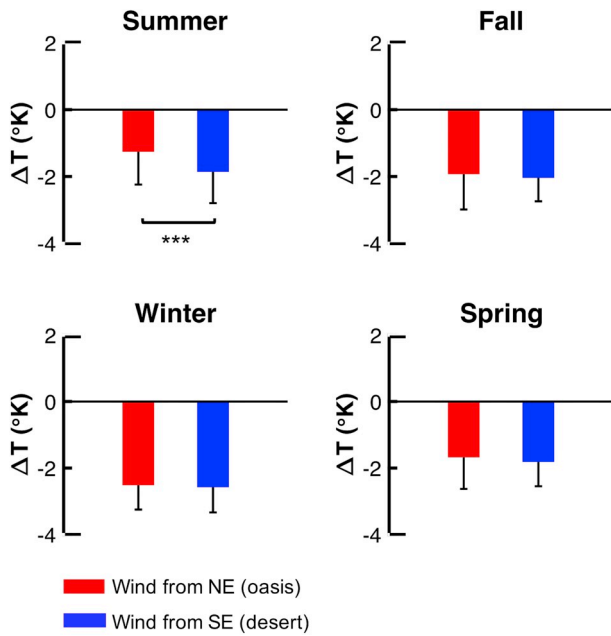 Summer
2
0
-2
-4
ΔT (°K)
***
Fall
2
0
-2
-4
ΔT (°K)
Winter
2
0
-2
-4
ΔT (°K)
Spring
2
0
-2
-4
ΔT (°K)
Wind from NE (oasis)
Wind from SE (desert)